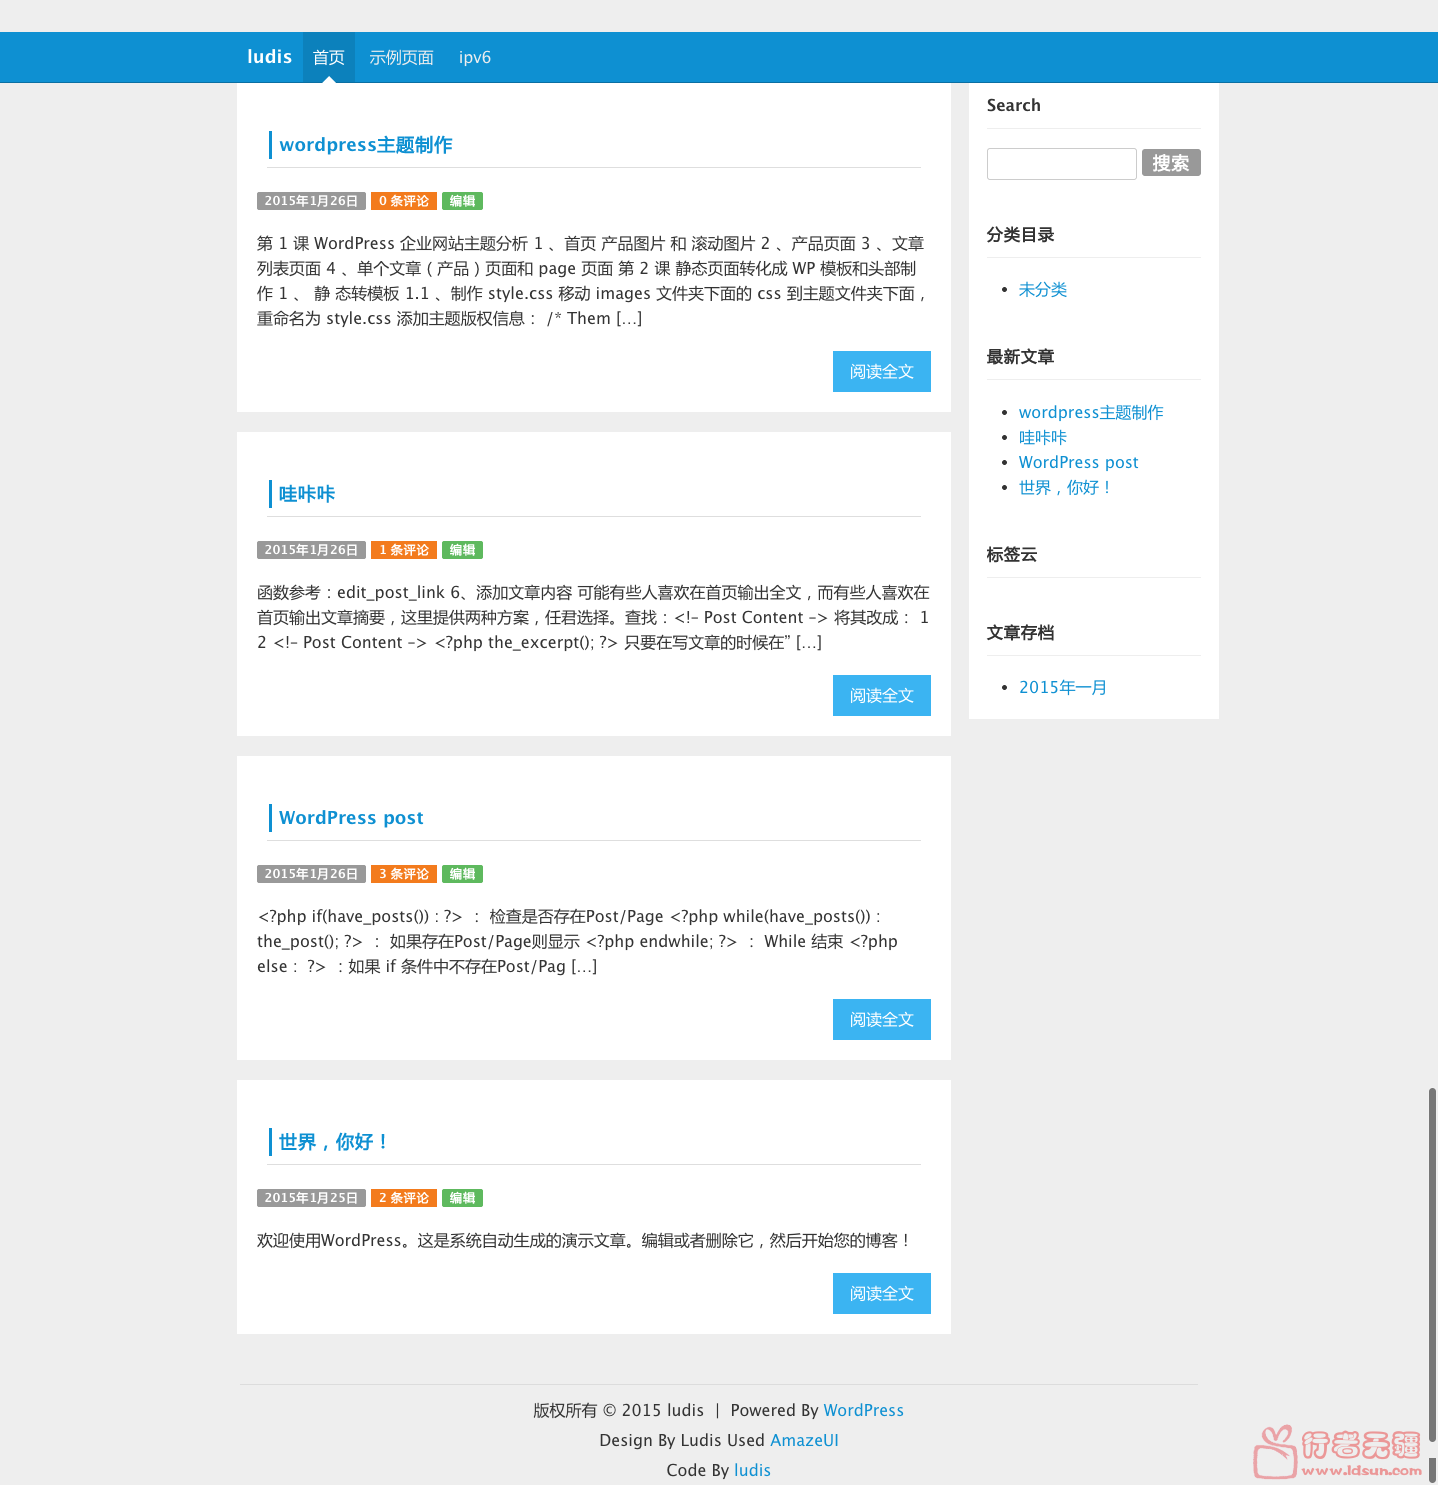 ludis 首页 示例页面 ipv6
wordpress主题制作
2015年1月26日 0 条评论 编辑
第 1 课 WordPress 企业网站主题分析 1 、首页 产品图片 和 滚动图片 2 、产品页面 3 、文章
列表页面 4 、单个文章（产品）页面和 page 页面 第 2 课 静态页面转化成 WP 模板和头部制
作 1 、 静 态转模板 1.1 、制作 style.css 移动 images 文件夹下面的 css 到主题文件夹下面，
重命名为 style.css 添加主题版权信息： /* Them [...]
阅读全文
哇咔咔
2015年1月26日 1 条评论 编辑
函数参考：edit_post_link 6、添加文章内容 可能有些人喜欢在首页输出全文，而有些人喜欢在
首页输出文章摘要，这里提供两种方案，任君选择。查找：<!– Post Content –> 将其改成： 1
2 <!– Post Content –> <?php the_excerpt(); ?> 只要在写文章的时候在” [...]
阅读全文
WordPress post
2015年1月26日 3 条评论 编辑
<?php if(have_posts()) : ?> ：检查是否存在Post/Page <?php while(have_posts()) :
the_post(); ?> ：如果存在Post/Page则显示 <?php endwhile; ?> ：While 结束 <?php
else : ?> ：如果 if 条件中不存在Post/Pag [...]
阅读全文
世界，你好！
2015年1月25日 2 条评论 编辑
欢迎使用WordPress。这是系统自动生成的演示文章。编辑或者删除它，然后开始您的博客！
阅读全文
Search
搜索
分类目录
• 未分类
最新文章
• wordpress主题制作
• 哇咔咔
• WordPress post
• 世界，你好！
标签云
文章存档
• 2015年一月
版权所有 © 2015 ludis ｜ Powered By WordPress
Design By Ludis Used AmazeUI
Code By ludis
行者无疆
www.ldsun.com